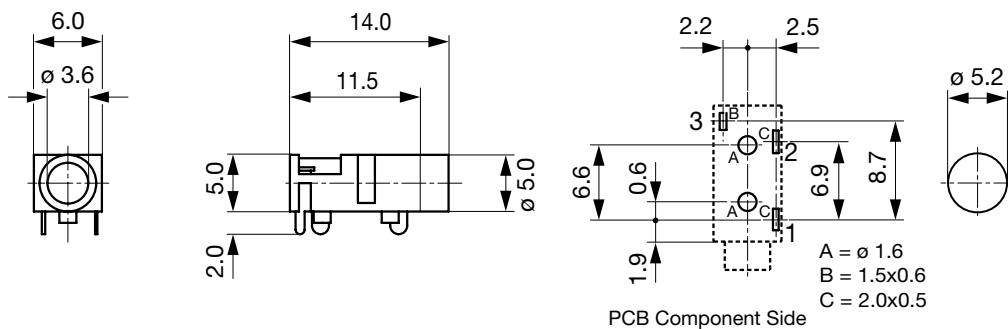 6.0
ø 3.6
14.0
11.5
5.0
2.0
ø 5.0
2.2
2.5
3
B
C
A
2
6.6
0.6
A
C
1
6.9
8.7
1.9
A = ø 1.6
B = 1.5x0.6
C = 2.0x0.5
PCB Component Side
ø 5.2